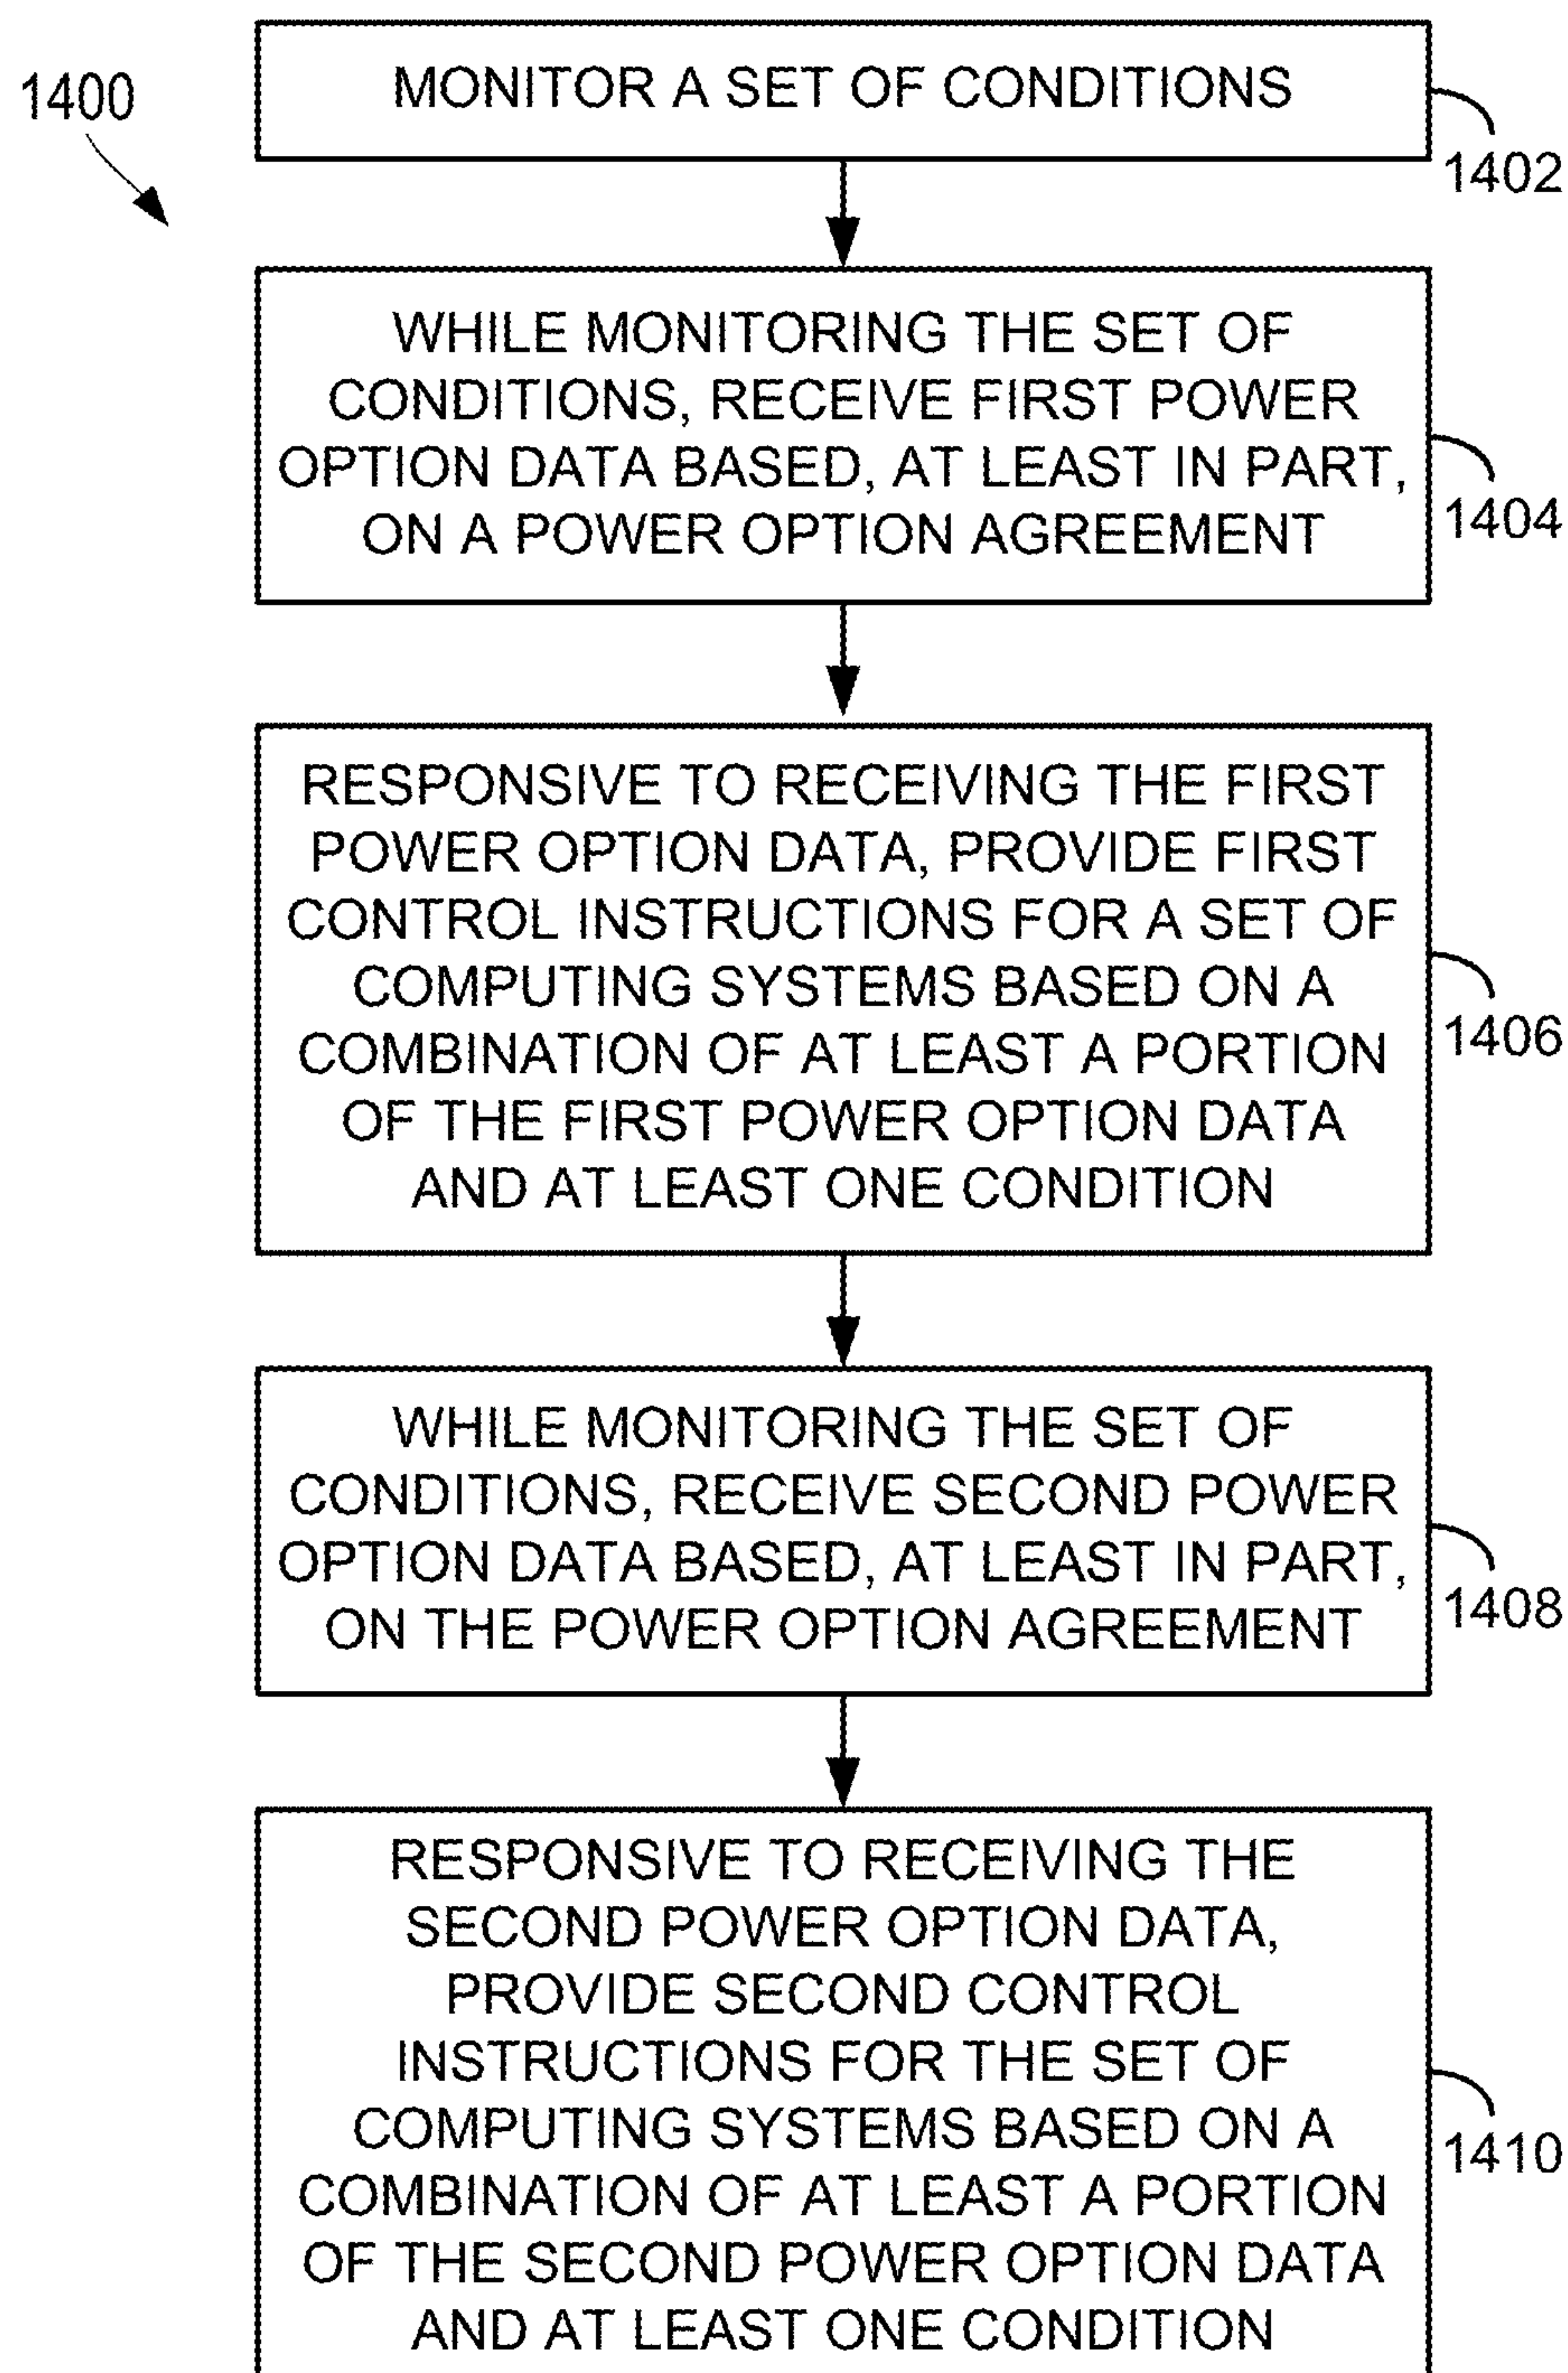 1400
MONITOR A SET OF CONDITIONS
1402
WHILE MONITORING THE SET OF
CONDITIONS, RECEIVE FIRST POWER
OPTION DATA BASED, AT LEAST IN PART,
ON A POWER OPTION AGREEMENT
1404
RESPONSIVE TO RECEIVING THE FIRST
POWER OPTION DATA, PROVIDE FIRST
CONTROL INSTRUCTIONS FOR A SET OF
COMPUTING SYSTEMS BASED ON A
COMBINATION OF AT LEAST A PORTION
OF THE FIRST POWER OPTION DATA
AND AT LEAST ONE CONDITION
1406
WHILE MONITORING THE SET OF
CONDITIONS, RECEIVE SECOND POWER
OPTION DATA BASED, AT LEAST IN PART,
ON THE POWER OPTION AGREEMENT
1408
RESPONSIVE TO RECEIVING THE
SECOND POWER OPTION DATA,
PROVIDE SECOND CONTROL
INSTRUCTIONS FOR THE SET OF
COMPUTING SYSTEMS BASED ON A
COMBINATION OF AT LEAST A PORTION
OF THE SECOND POWER OPTION DATA
AND AT LEAST ONE CONDITION
1410